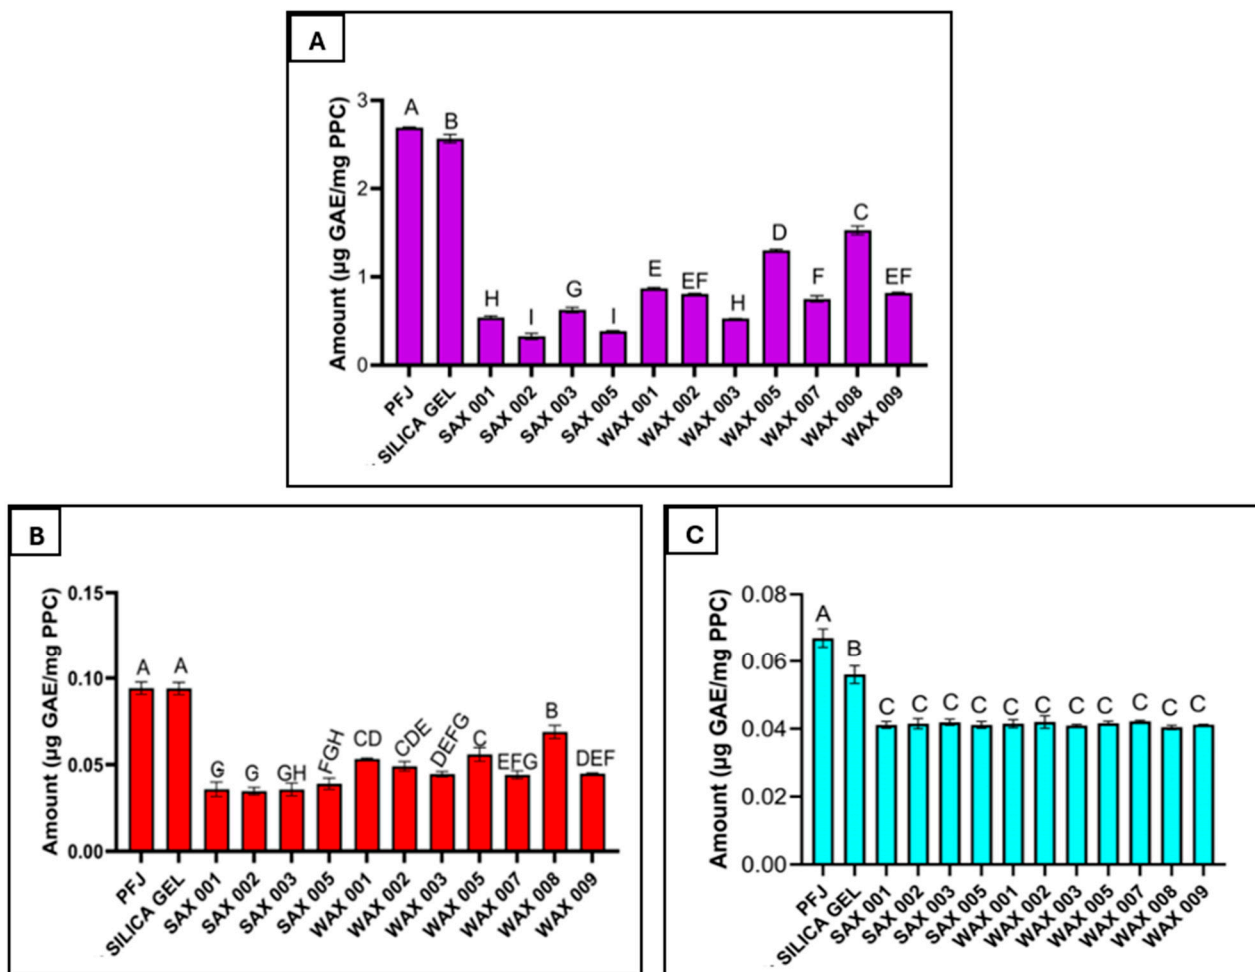 A
Amount (µg GAE/mg PPC)
3
2
1
0
A
B
H
I
G
I
E
EF
H
D
F
C
EF
PFJ
SILICA GEL
SAX 001
SAX 002
SAX 003
SAX 005
WAX 001
WAX 002
WAX 003
WAX 005
WAX 007
WAX 008
WAX 009
B
Amount (µg GAE/mg PPC)
0.15
0.10
0.05
0.00
A
A
G
G
GH
FGH
CD
CDE
DEFG
C
EFG
B
DEF
PFJ
SILICA GEL
SAX 001
SAX 002
SAX 003
SAX 005
WAX 001
WAX 002
WAX 003
WAX 005
WAX 007
WAX 008
WAX 009
C
Amount (µg GAE/mg PPC)
0.08
0.06
0.04
0.02
0.00
A
B
C
C
C
C
C
C
C
C
C
C
C
PFJ
SILICA GEL
SAX 001
SAX 002
SAX 003
SAX 005
WAX 001
WAX 002
WAX 003
WAX 005
WAX 007
WAX 008
WAX 009